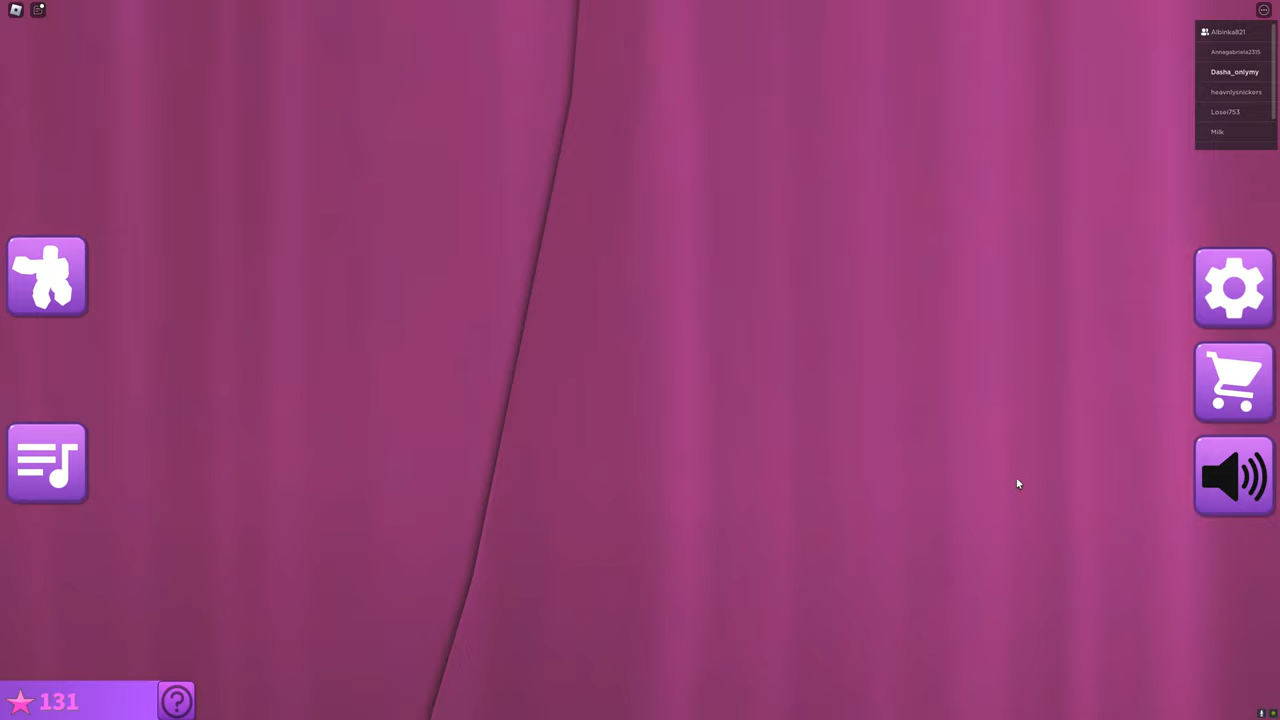 Albinka821
Annagabriela2315
Dasha_onlymy
heavnlysnickers
Losei753
Milk
131
?